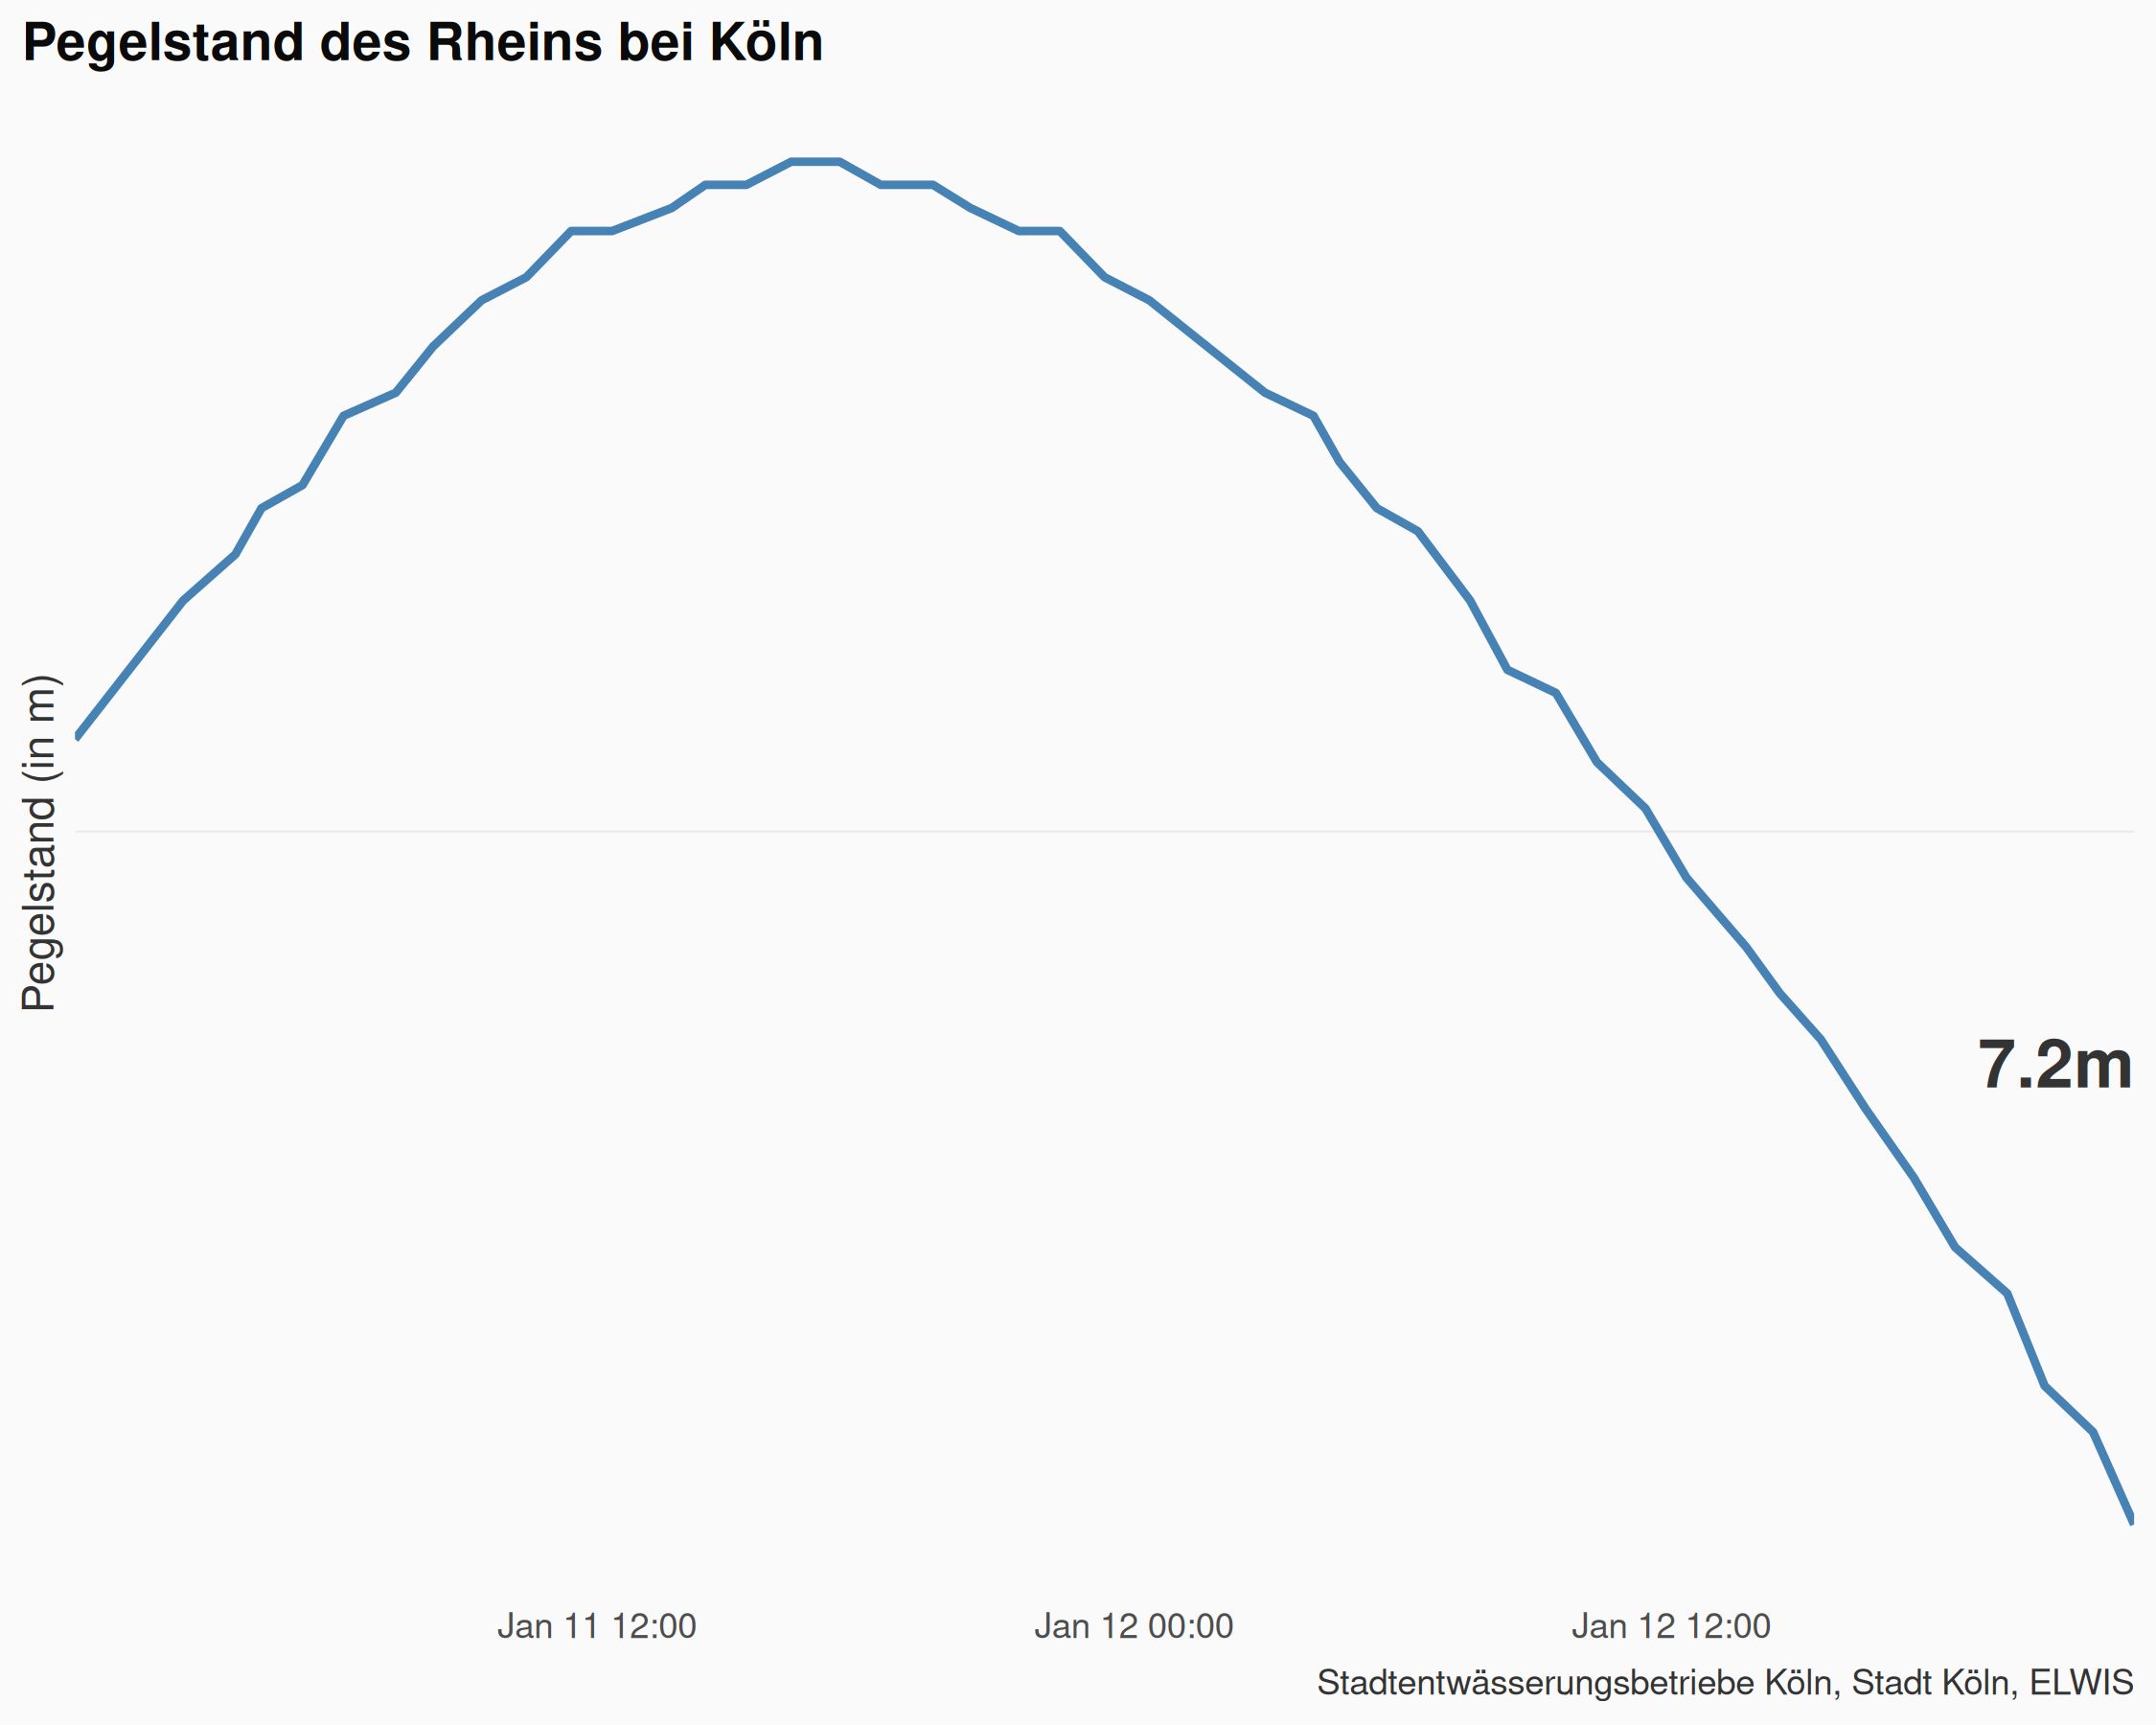 Pegelstand des Rheins bei Köln
Pegelstand (in m)
7.2m
Jan 11 12:00
Jan 12 00:00
Jan 12 12:00
Stadtentwässerungsbetriebe Köln, Stadt Köln, ELWIS